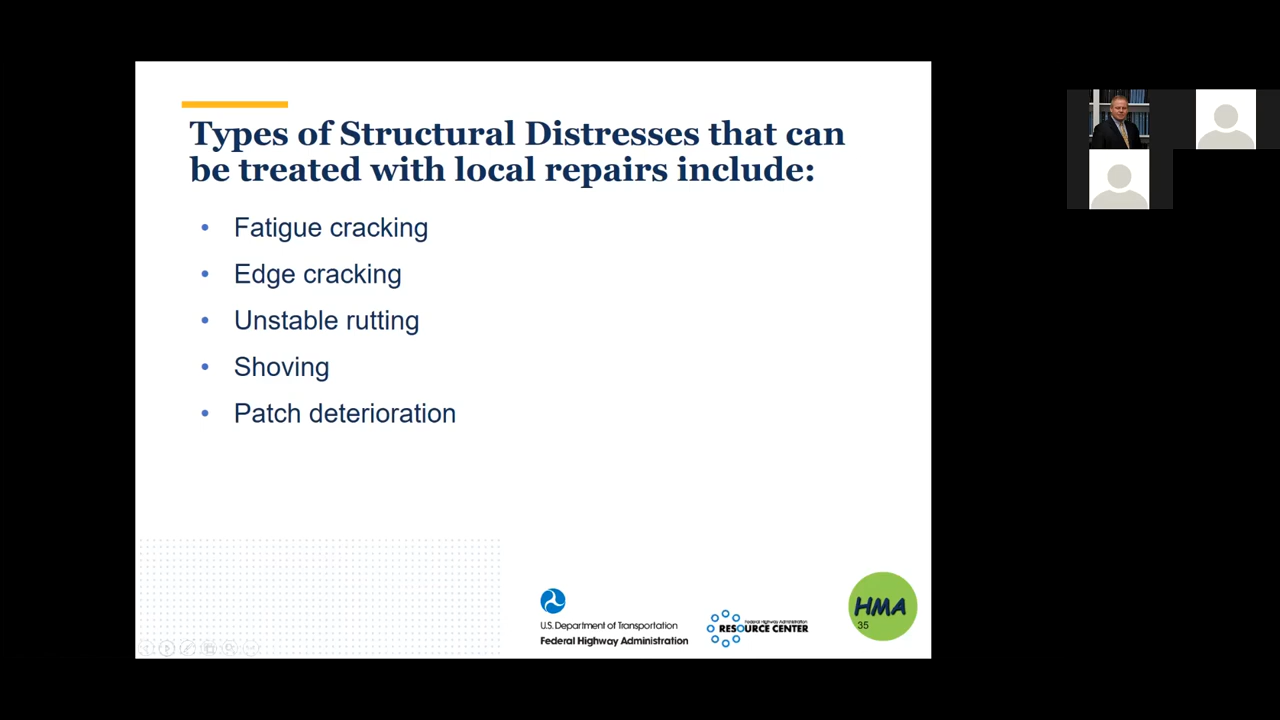 Types of Structural Distresses that can
be treated with local repairs include:
• Fatigue cracking
• Edge cracking
• Unstable rutting
• Shoving
• Patch deterioration
U.S. Department of Transportation
Federal Highway Administration
Federal Highway Administration
RESOURCE CENTER
HMA
35